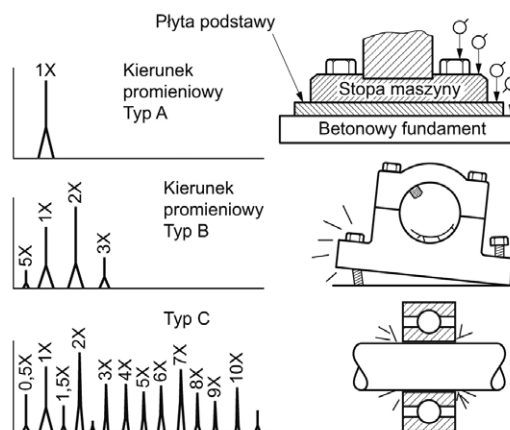 Płyta podstawy
1X
Kierunek
promieniowy
Typ A
Stopa maszyny
Betonowy fundament
Kierunek
promieniowy
Typ B
5X
1X
2X
3X
Typ C
0,5X
1X
1,5X
2X
3X
4X
5X
6X
7X
8X
9X
10X